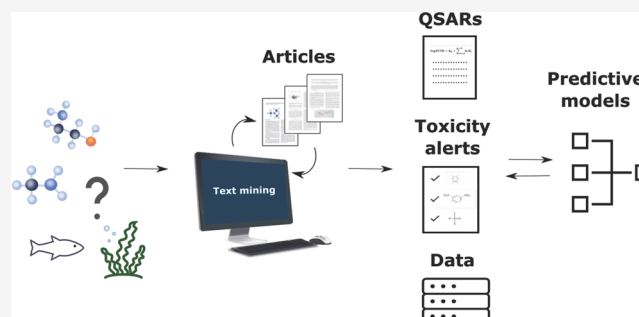 QSARs
Articles
Predictive
models
Toxicity
alerts
Text mining
?
Data